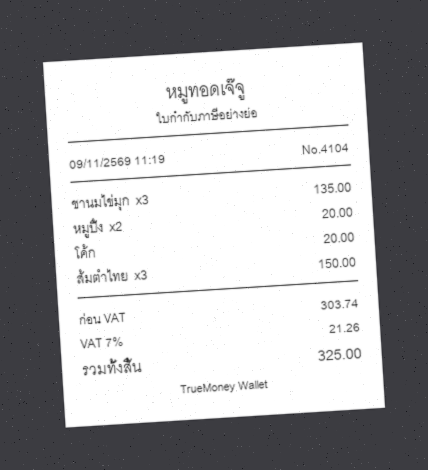 หมูทอดเจ๊จู
ใบกำกับภาษีอย่างย่อ
09/11/2569 11:19 No.4104
ชานมไข่มุก x3 135.00
หมูปิ้ง x2 20.00
โค้ก 20.00
ส้มตำไทย x3 150.00
ก่อน VAT 303.74
VAT 7% 21.26
รวมทั้งสิ้น 325.00
TrueMoney Wallet